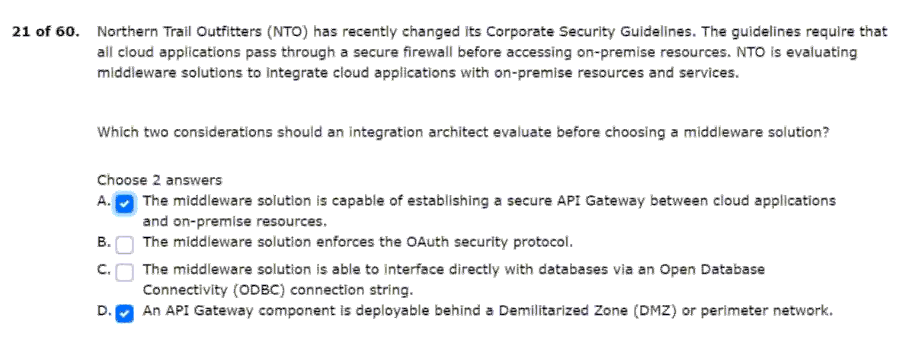 21 of 60. Northern Trail Outfitters (NTO) has recently changed its Corporate Security Guidelines. The guidelines require that
all cloud applications pass through a secure firewall before accessing on-premise resources. NTO is evaluating
middleware solutions to integrate cloud applications with on-premise resources and services.
Which two considerations should an integration architect evaluate before choosing a middleware solution?
Choose 2 answers
A. The middleware solution is capable of establishing a secure API Gateway between cloud applications
and on-premise resources.
B. The middleware solution enforces the OAuth security protocol.
C. The middleware solution is able to interface directly with databases via an Open Database
Connectivity (ODBC) connection string.
D. An API Gateway component is deployable behind a Demilitarized Zone (DMZ) or perimeter network.